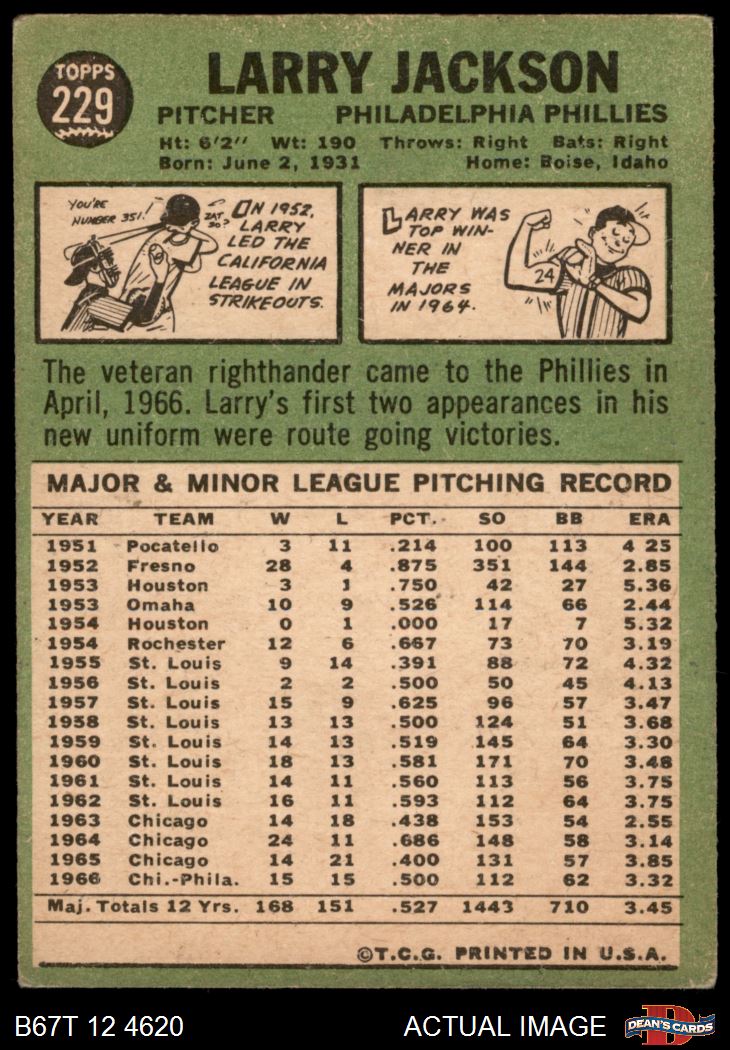 TOPPS
229
LARRY JACKSON
PITCHER PHILADELPHIA PHILLIES
Ht: 6'2" Wt: 190 Throws: Right Bats: Right
Born: June 2, 1931 Home: Boise, Idaho
YOU'RE
NUMBER 351!
ZAT
SO?
ON 1952,
LARRY
LED THE
CALIFORNIA
LEAGUE IN
STRIKEOUTS.
LARRY WAS
TOP WIN-
NER IN
THE
MAJORS
IN 1964.
24
The veteran righthander came to the Phillies in
April, 1966. Larry's first two appearances in his
new uniform were route going victories.
MAJOR & MINOR LEAGUE PITCHING RECORD
YEAR TEAM W L PCT. SO BB ERA
1951 Pocatello 3 11 .214 100 113 4 25
1952 Fresno 28 4 .875 351 144 2.85
1953 Houston 3 1 .750 42 27 5.36
1953 Omaha 10 9 .526 114 66 2.44
1954 Houston 0 1 .000 17 7 5.32
1954 Rochester 12 6 .667 73 70 3.19
1955 St. Louis 9 14 .391 88 72 4.32
1956 St. Louis 2 2 .500 50 45 4.13
1957 St. Louis 15 9 .625 96 57 3.47
1958 St. Louis 13 13 .500 124 51 3.68
1959 St. Louis 14 13 .519 145 64 3.30
1960 St. Louis 18 13 .581 171 70 3.48
1961 St. Louis 14 11 .560 113 56 3.75
1962 St. Louis 16 11 .593 112 64 3.75
1963 Chicago 14 18 .438 153 54 2.55
1964 Chicago 24 11 .686 148 58 3.14
1965 Chicago 14 21 .400 131 57 3.85
1966 Chi.-Phila. 15 15 .500 112 62 3.32
Maj. Totals 12 Yrs. 168 151 .527 1443 710 3.45
©T.C.G. PRINTED IN U.S.A.
B67T 12 4620 ACTUAL IMAGE
D
DEAN'S CARDS